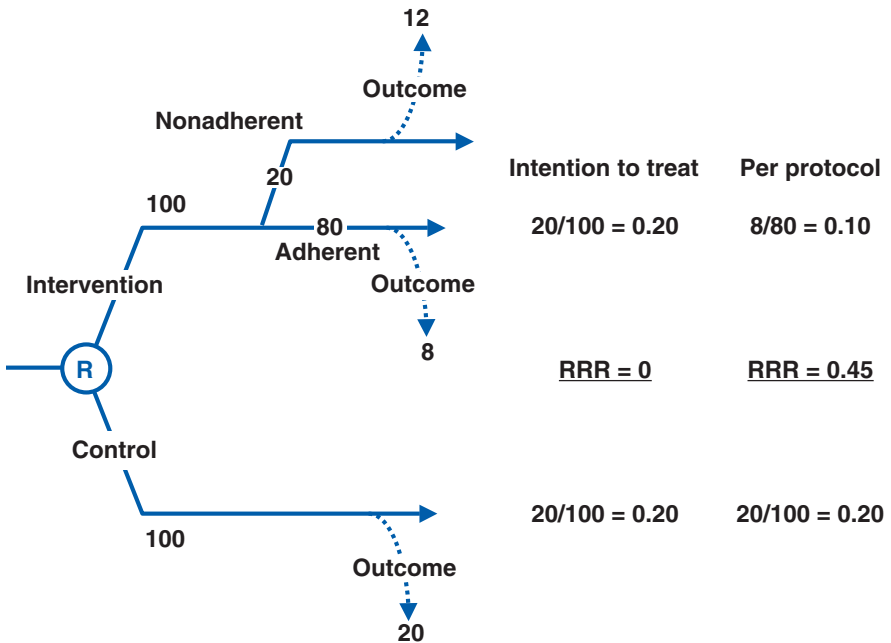 12
Outcome
Nonadherent
20
Intention to treat Per protocol
100
80
20/100 = 0.20 8/80 = 0.10
Adherent
Intervention
Outcome
8
R
RRR = 0 RRR = 0.45
Control
100
20/100 = 0.20 20/100 = 0.20
Outcome
20